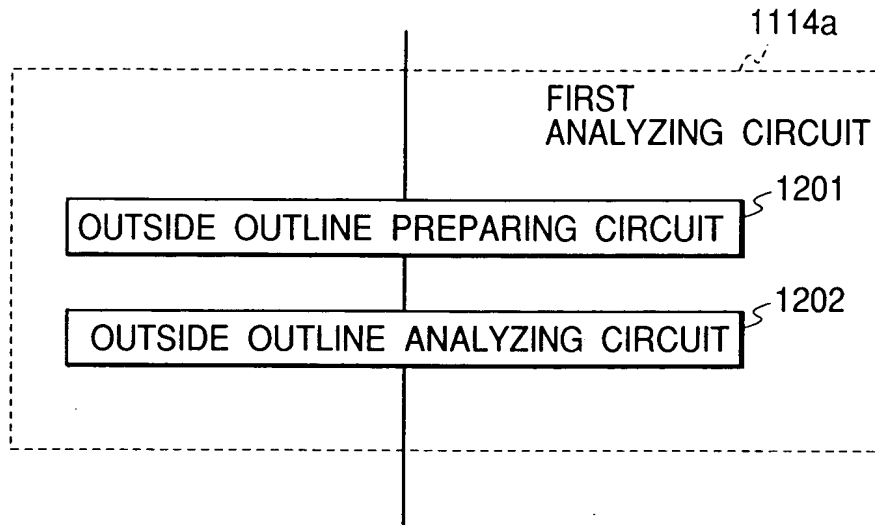 1114a
FIRST
ANALYZING CIRCUIT
1201
OUTSIDE OUTLINE PREPARING CIRCUIT
1202
OUTSIDE OUTLINE ANALYZING CIRCUIT